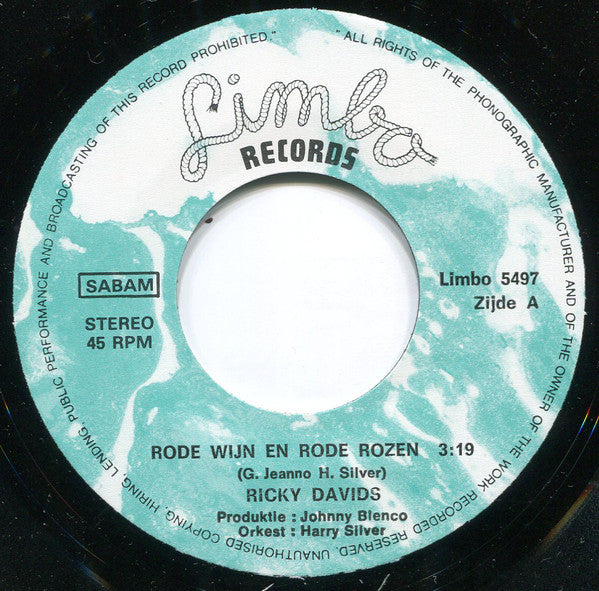 "ALL RIGHTS OF THE PHONOGRAPHIC MANUFACTURER AND OF THE OWNER OF THE WORK RECORDED RESERVED. UNAUTHORISED COPYING, HIRING, LENDING, PUBLIC PERFORMANCE AND BROADCASTING OF THIS RECORD PROHIBITED."
Limbo
RECORDS
SABAM
STEREO
45 RPM
Limbo 5497
Zijde A
RODE WIJN EN RODE ROZEN 3:19
(G. Jeanno H. Silver)
RICKY DAVIDS
Produktie : Johnny Blenco
Orkest : Harry Silver